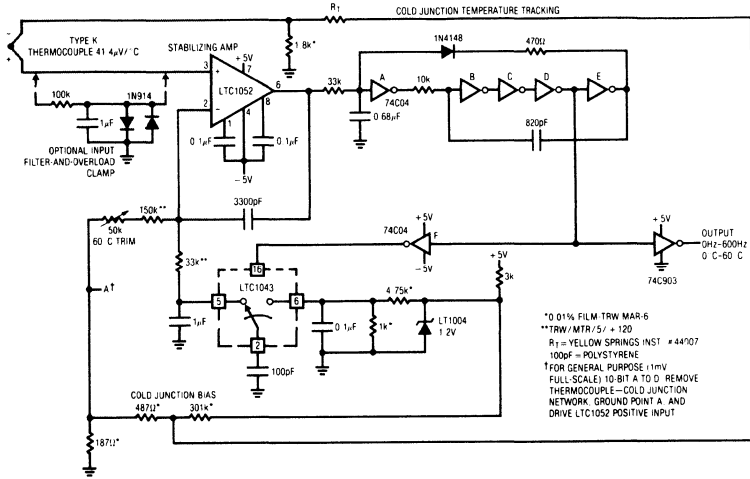 R_T
COLD JUNCTION TEMPERATURE TRACKING
TYPE K
THERMOCOUPLE 41 4µV/°C
STABILIZING AMP
1.8k*
1N4148
470Ω
+5V
7
3
+
LTC1052
6
33k
A
74C04
10k
B
C
D
E
2
−
4
8
1
0 68µF
820pF
100k
1N914
1µF
0 1µF
0 1µF
−5V
OPTIONAL INPUT
FILTER-AND-OVERLOAD
CLAMP
3300pF
50k
60 C TRIM
150k**
74C04
+5V
F
−5V
+5V
74C903
OUTPUT
0Hz-600Hz
0 C-60 C
33k**
16
LTC1043
+5V
3k
A†
5
6
4 75k*
1µF
2
0 1µF
1k*
LT1004
1 2V
100pF
*0 01% FILM-TRW MAR-6
**TRW/MTR/5/ + 120
R_T = YELLOW SPRINGS INST #44007
100pF = POLYSTYRENE
†FOR GENERAL PURPOSE (1mV
FULL-SCALE) 10-BIT A TO D REMOVE
THERMOCOUPLE—COLD JUNCTION
NETWORK, GROUND POINT A, AND
DRIVE LTC1052 POSITIVE INPUT
COLD JUNCTION BIAS
487Ω*
301k*
187Ω*